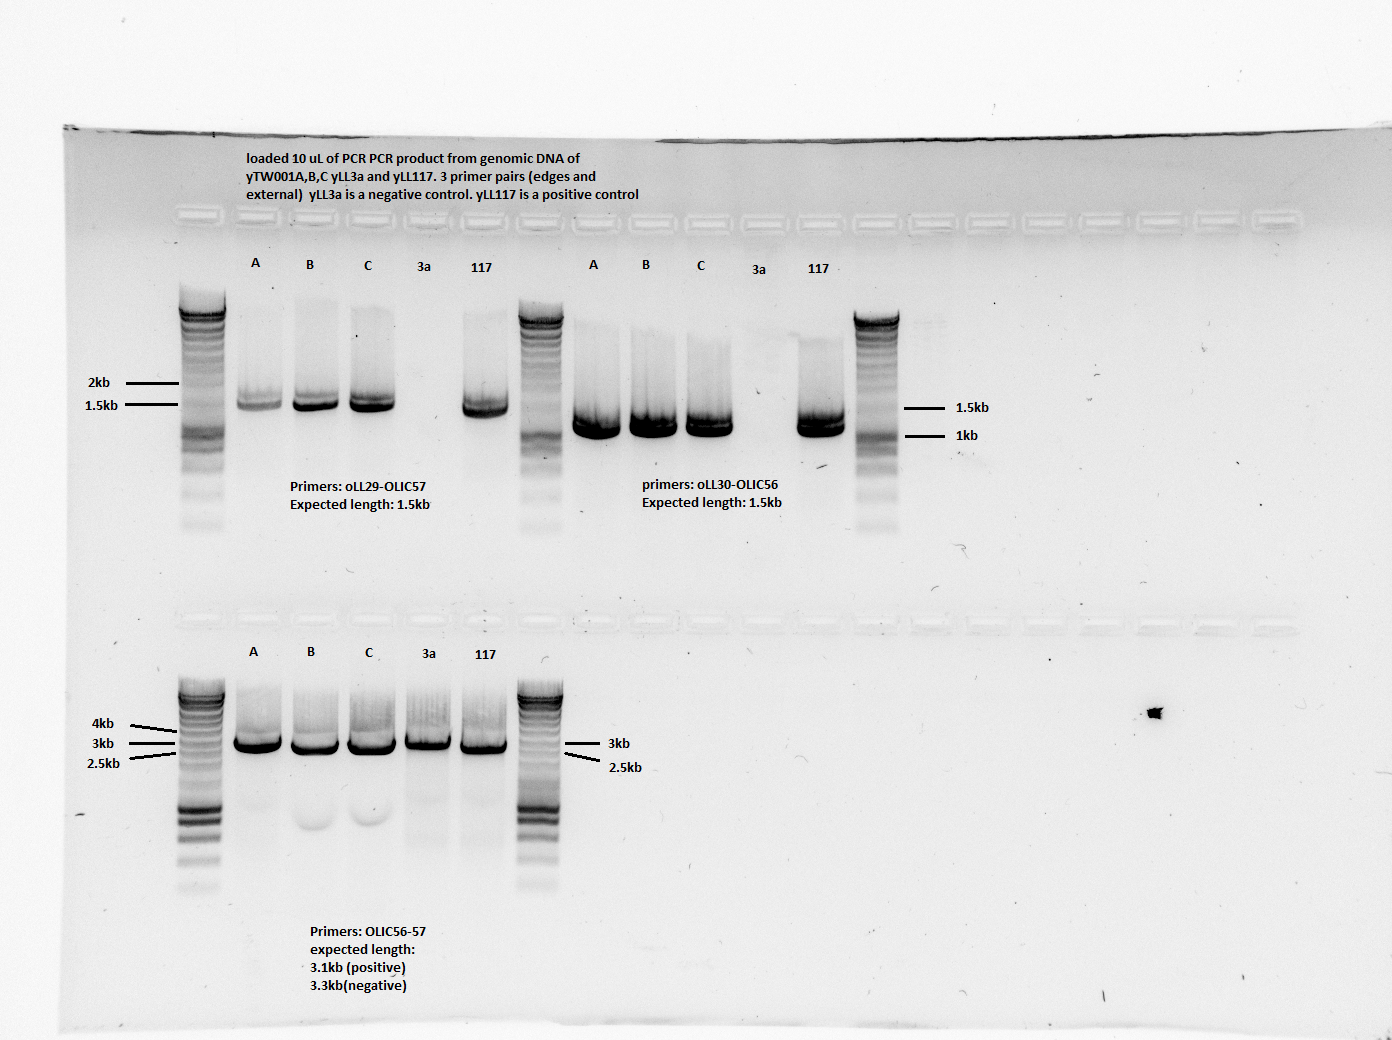 loaded 10 uL of PCR PCR product from genomic DNA of
yTW001A,B,C yLL3a and yLL117. 3 primer pairs (edges and
external) yLL3a is a negative control. yLL117 is a positive control
A B C 3a 117 A B C 3a 117
2kb
1.5kb
1.5kb
1kb
Primers: oLL29-OLIC57
Expected length: 1.5kb
primers: oLL30-OLIC56
Expected length: 1.5kb
A B C 3a 117
4kb
3kb
2.5kb
3kb
2.5kb
Primers: OLIC56-57
expected length:
3.1kb (positive)
3.3kb(negative)